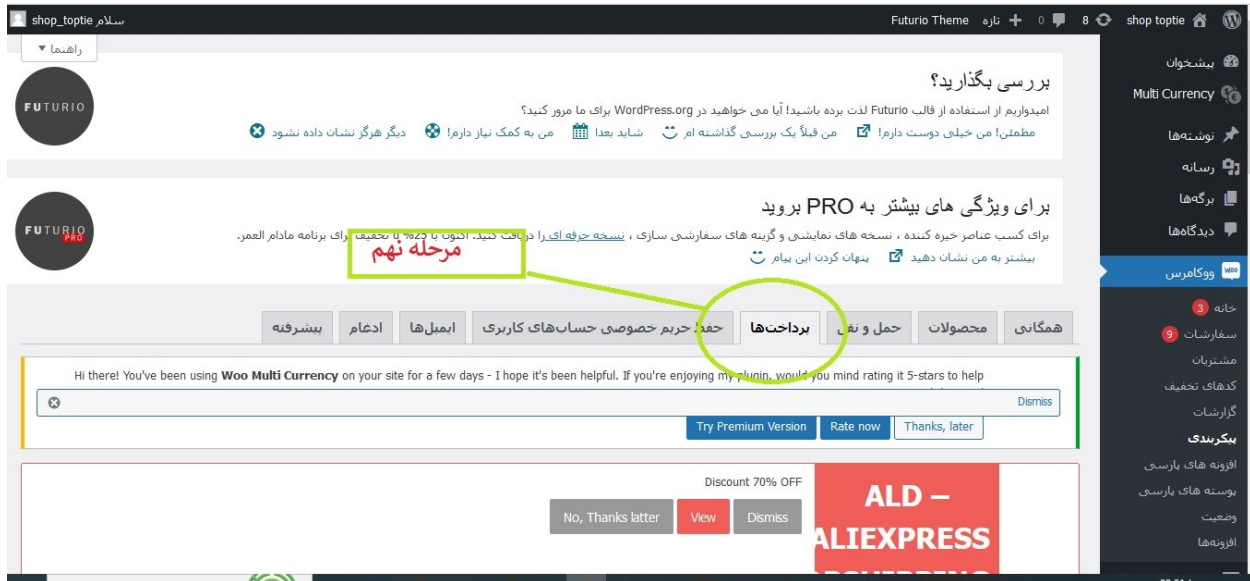 shop toptie
8
0
تازه
Futurio Theme
سلام shop_toptie
راهنما
پیشخوان
Multi Currency
نوشته‌ها
رسانه
برگه‌ها
دیدگاه‌ها
ووکامرس
خانه 3
سفارشات 9
مشتریان
کدهای تخفیف
گزارشات
پیکربندی
افزونه های پارسی
پوسته های پارسی
وضعیت
افزونه‌ها
بررسی بگذارید؟
امیدواریم از استفاده از قالب Futurio لذت برده باشید! آیا می خواهید در WordPress.org برای ما مرور کنید؟
مطمئن! من خیلی دوست دارم! من قبلاً یک بررسی گذاشته ام شاید بعدا من به کمک نیاز دارم! دیگر هرگز نشان داده نشود
FUTURIO
برای ویژگی های بیشتر به PRO بروید
برای کسب عناصر خیره کننده ، نسخه های نمایشی و گزینه های سفارشی سازی ، نسخه حرفه ای را دریافت کنید. اکنون با 25% تخفیف برای برنامه مادام العمر.
بیشتر به من نشان دهید پنهان کردن این پیام
FUTURIO
PRO
مرحله نهم
همگانی محصولات حمل و نقل پرداخت‌ها حفظ حریم خصوصی حساب‌های کاربری ایمیل‌ها ادغام پیشرفته
Hi there! You've been using Woo Multi Currency on your site for a few days - I hope it's been helpful. If you're enjoying my plugin, would you mind rating it 5-stars to help
Dismiss
Try Premium Version Rate now Thanks, later
Discount 70% OFF
No, Thanks latter View Dismiss
ALD –
ALIEXPRESS